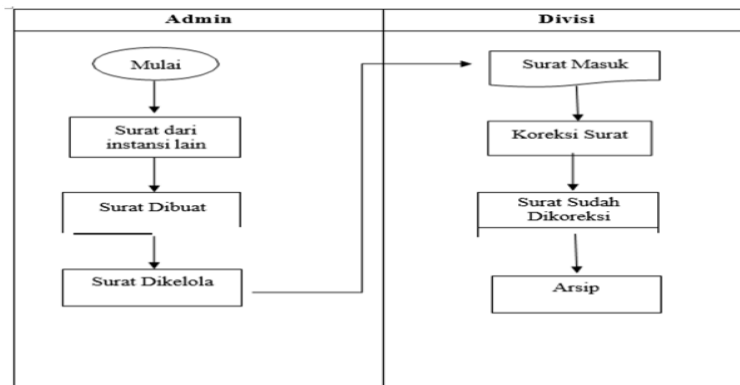 Admin
Divisi
Mulai
Surat dari
instansi lain
Surat Dibuat
Surat Dikelola
Surat Masuk
Koreksi Surat
Surat Sudah
Dikoreksi
Arsip